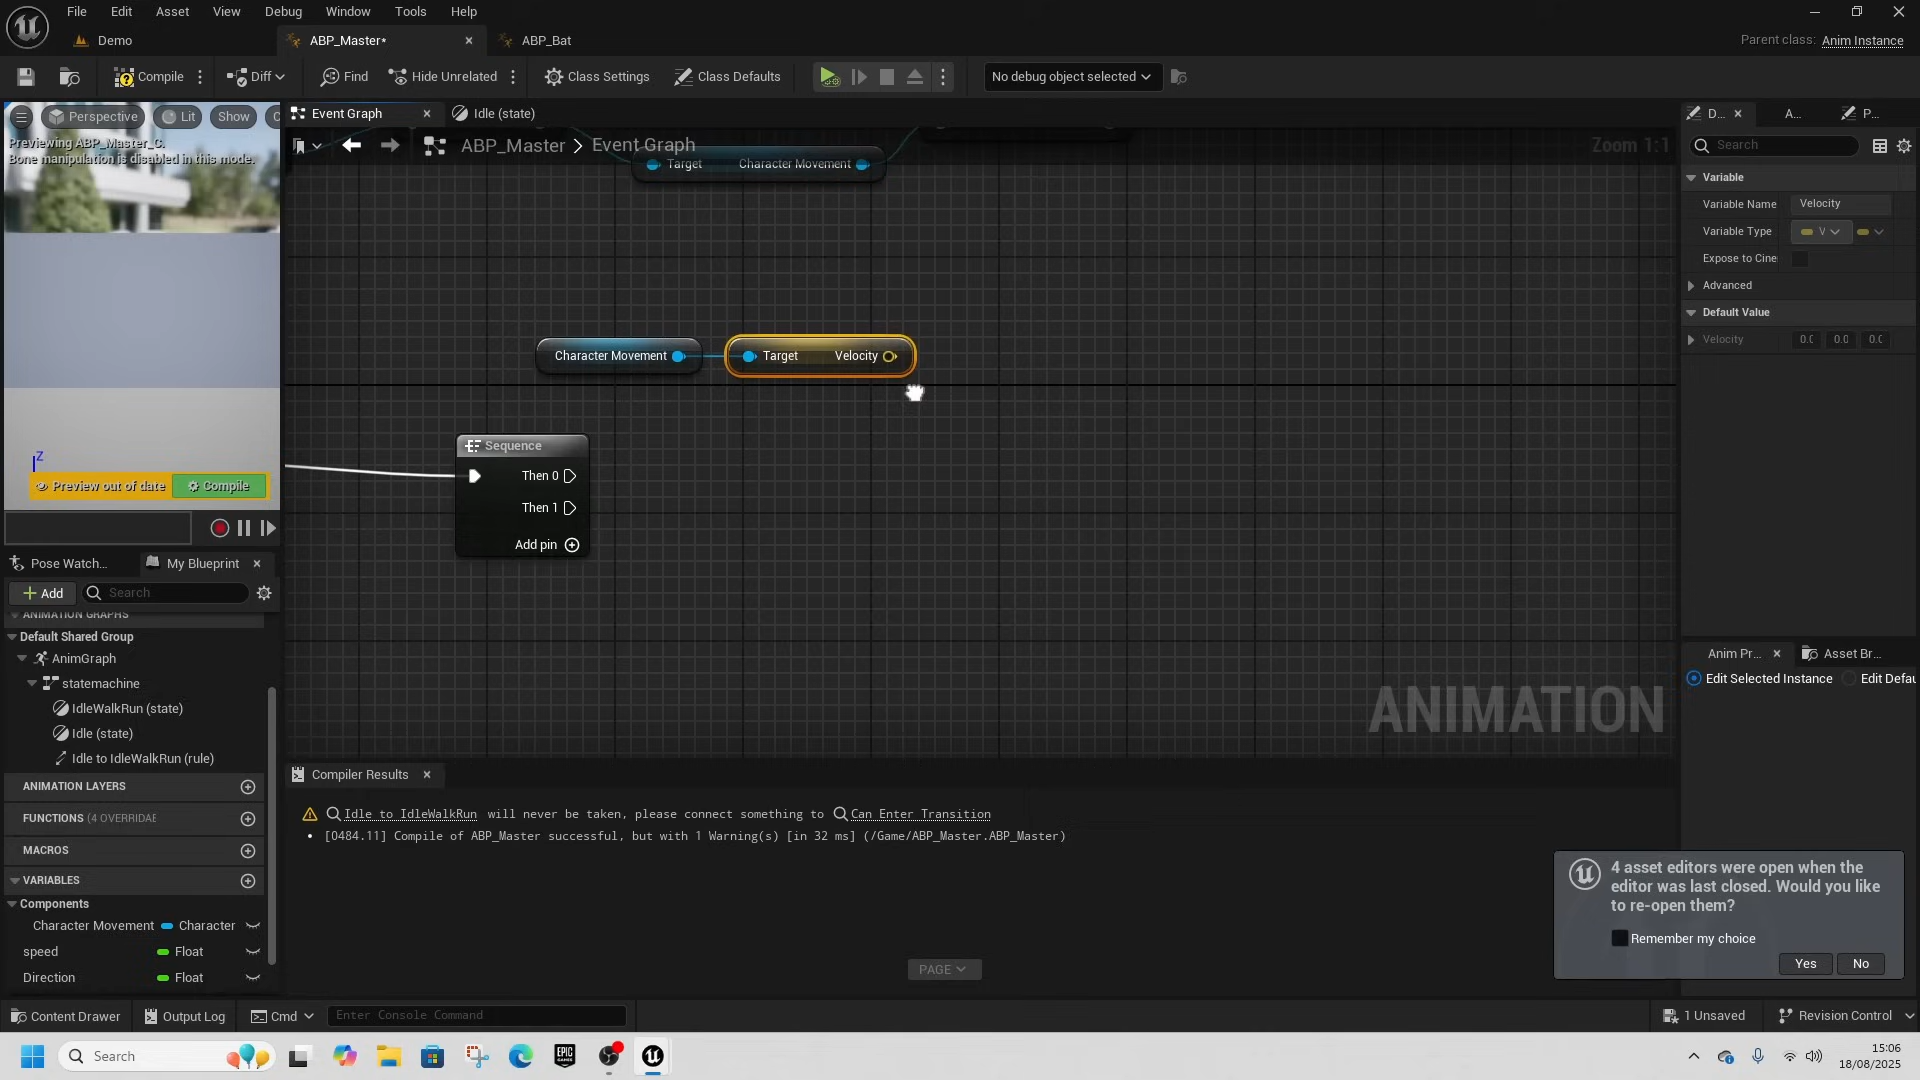 File Edit Asset View Debug Window Tools Help
Demo ABP_Master* ABP_Bat Parent class: Anim Instance
Compile Diff Find Hide Unrelated Class Settings Class Defaults No debug object selected
Perspective Lit Show
Previewing ABP_Master_C.
Bone manipulation is disabled in this mode.
Z
Preview out of date Compile
Event Graph Idle (state)
ABP_Master > Event Graph Zoom 1:1
Target Character Movement
Character Movement Target Velocity
Sequence
Then 0
Then 1
Add pin
ANIMATION
Pose Watch... My Blueprint
Add Search
ANIMATION GRAPHS
Default Shared Group
AnimGraph
statemachine
IdleWalkRun (state)
Idle (state)
Idle to IdleWalkRun (rule)
ANIMATION LAYERS
FUNCTIONS (4 OVERRIDAE
MACROS
VARIABLES
Components
Character Movement Character
speed Float
Direction Float
Compiler Results
Idle to IdleWalkRun will never be taken, please connect something to Can Enter Transition
[0484.11] Compile of ABP_Master successful, but with 1 Warning(s) [in 32 ms] (/Game/ABP_Master.ABP_Master)
PAGE
D... A... P...
Search
Variable
Variable Name Velocity
Variable Type V
Expose to Cine
Advanced
Default Value
Velocity 0.0 0.0 0.0
Anim Pr... Asset Br...
Edit Selected Instance Edit Defau
4 asset editors were open when the
editor was last closed. Would you like
to re-open them?
Remember my choice
Yes No
Content Drawer Output Log Cmd Enter Console Command 1 Unsaved Revision Control
Search EPIC GAMES 15:06
18/08/2025